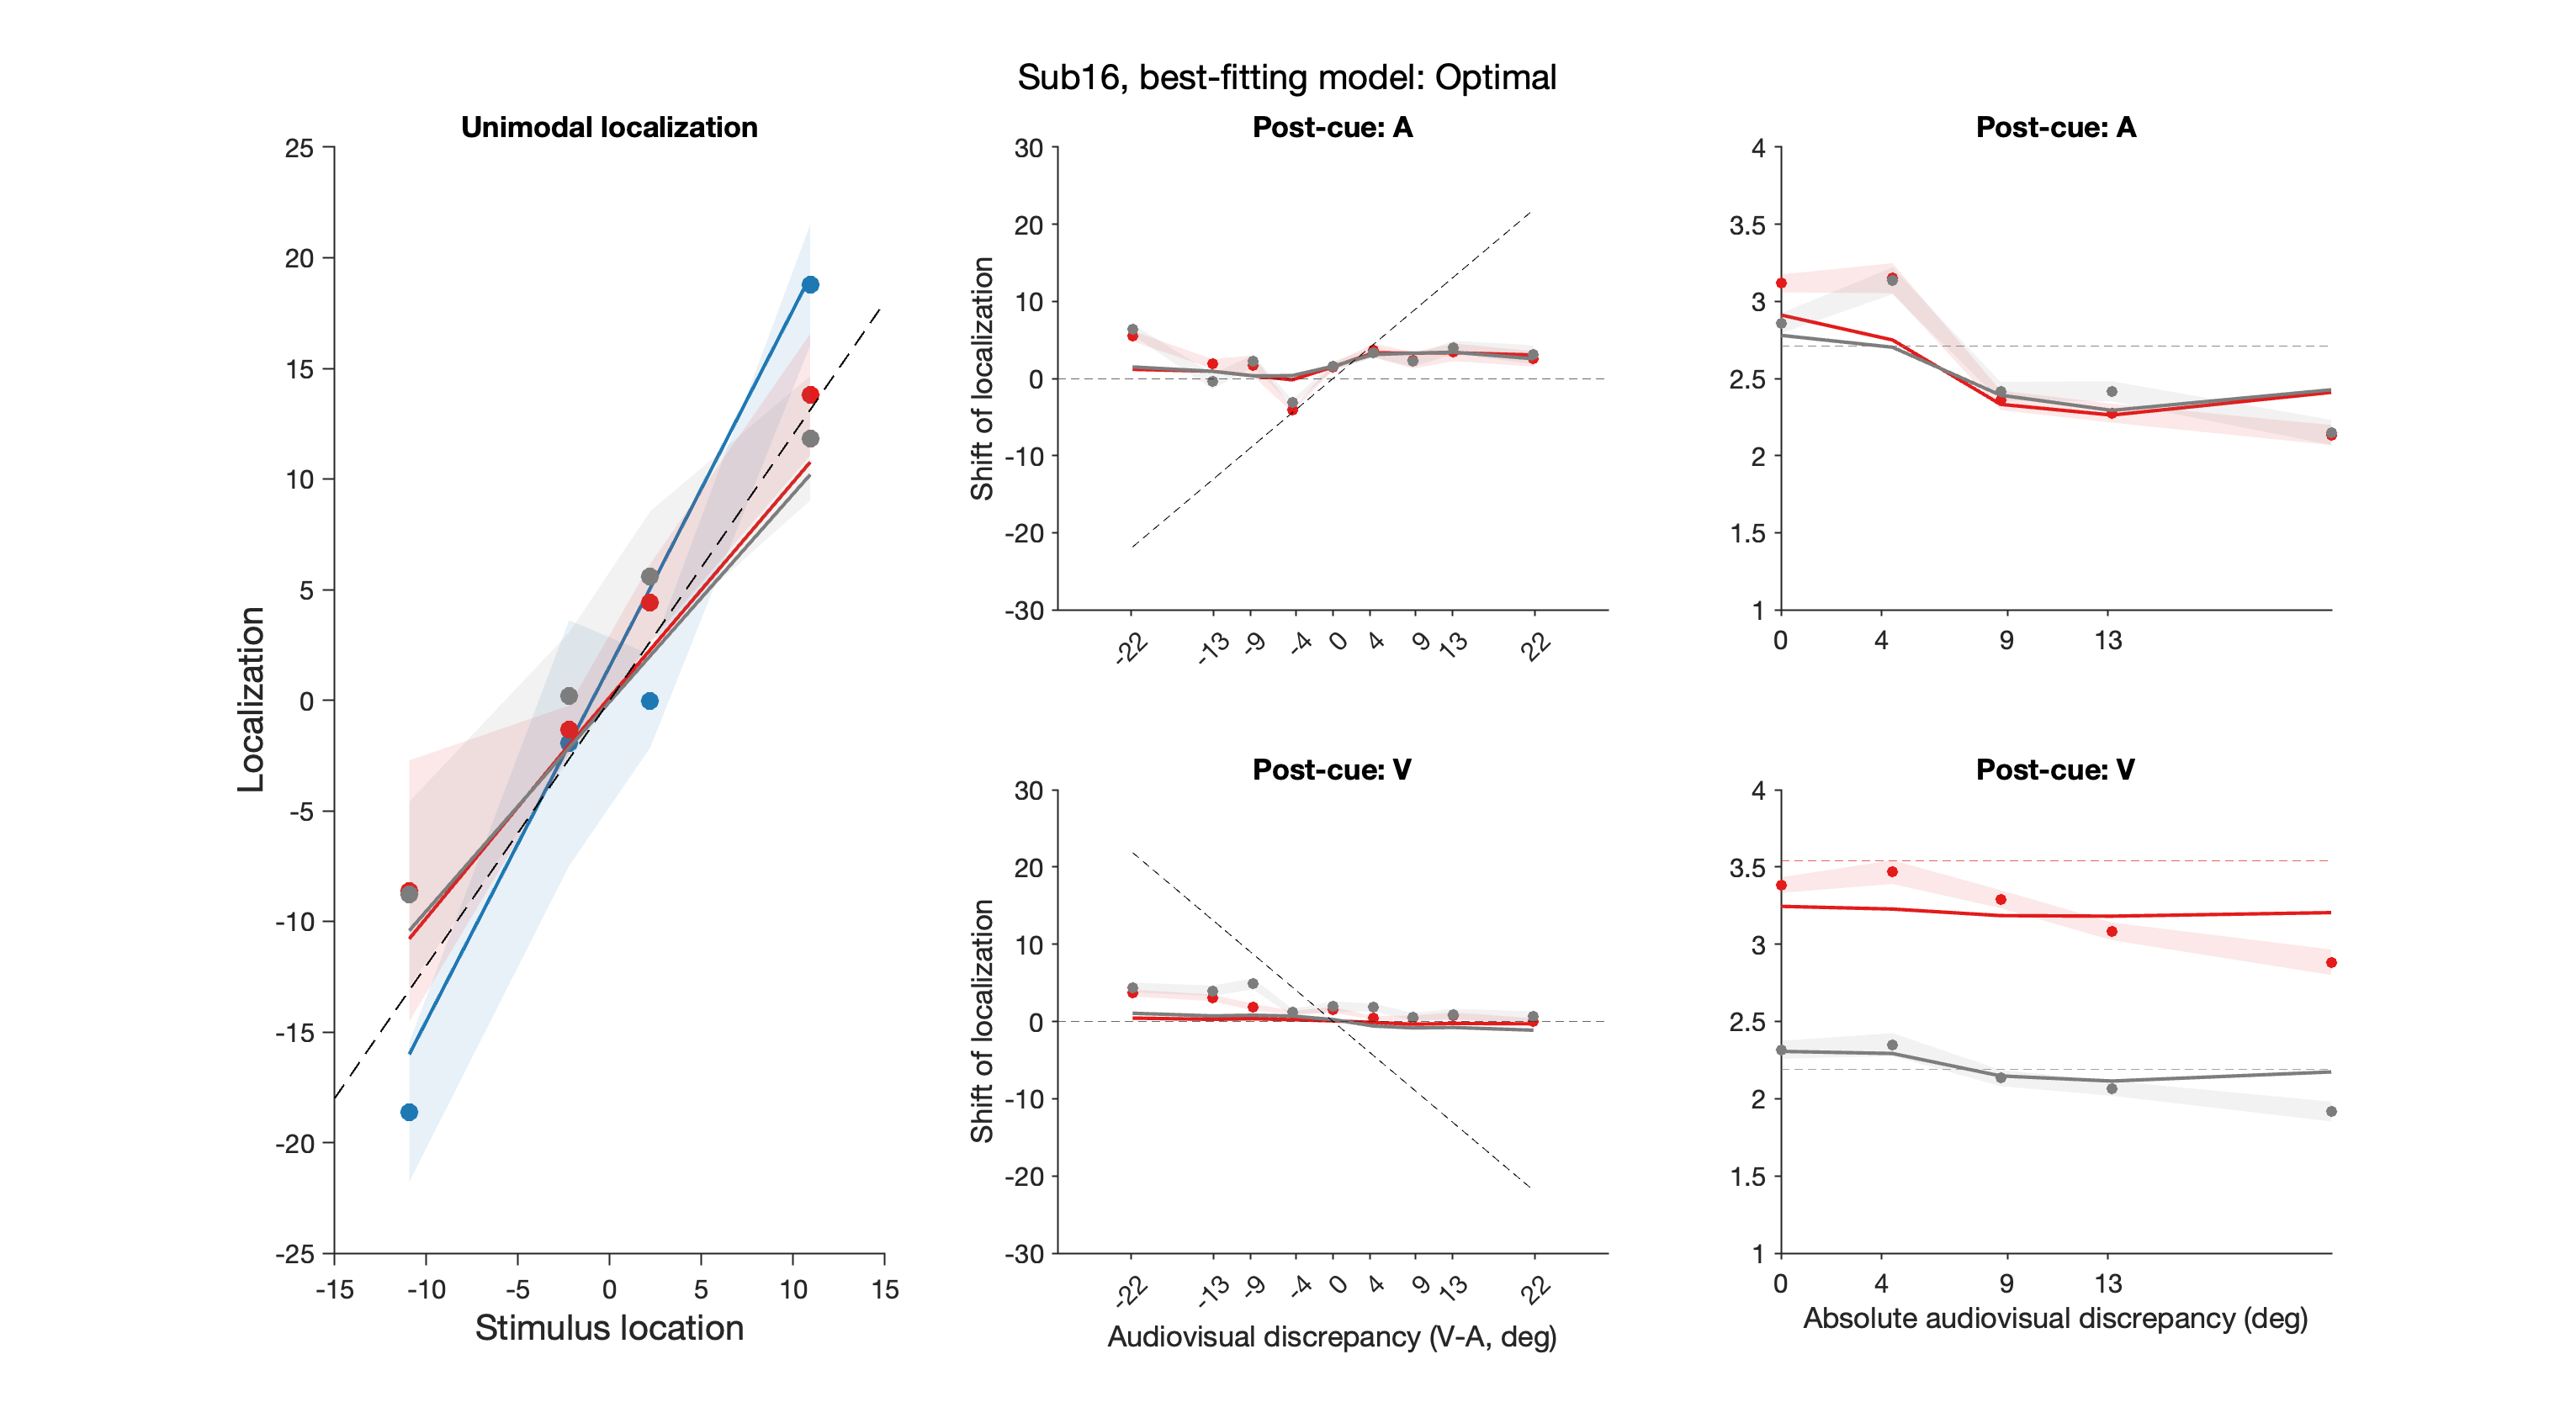 Sub16, best-fitting model: Optimal
Unimodal localization
25
20
15
10
5
0
-5
-10
-15
-20
-25
Localization
-15 -10 -5 0 5 10 15
Stimulus location
Post-cue: A
30
20
10
0
-10
-20
-30
Shift of localization
-22 -13 -9 -4 0 4 9 13 22
Post-cue: A
4
3.5
3
2.5
2
1.5
1
0 4 9 13
Post-cue: V
30
20
10
0
-10
-20
-30
Shift of localization
-22 -13 -9 -4 0 4 9 13 22
Audiovisual discrepancy (V-A, deg)
Post-cue: V
4
3.5
3
2.5
2
1.5
1
0 4 9 13
Absolute audiovisual discrepancy (deg)